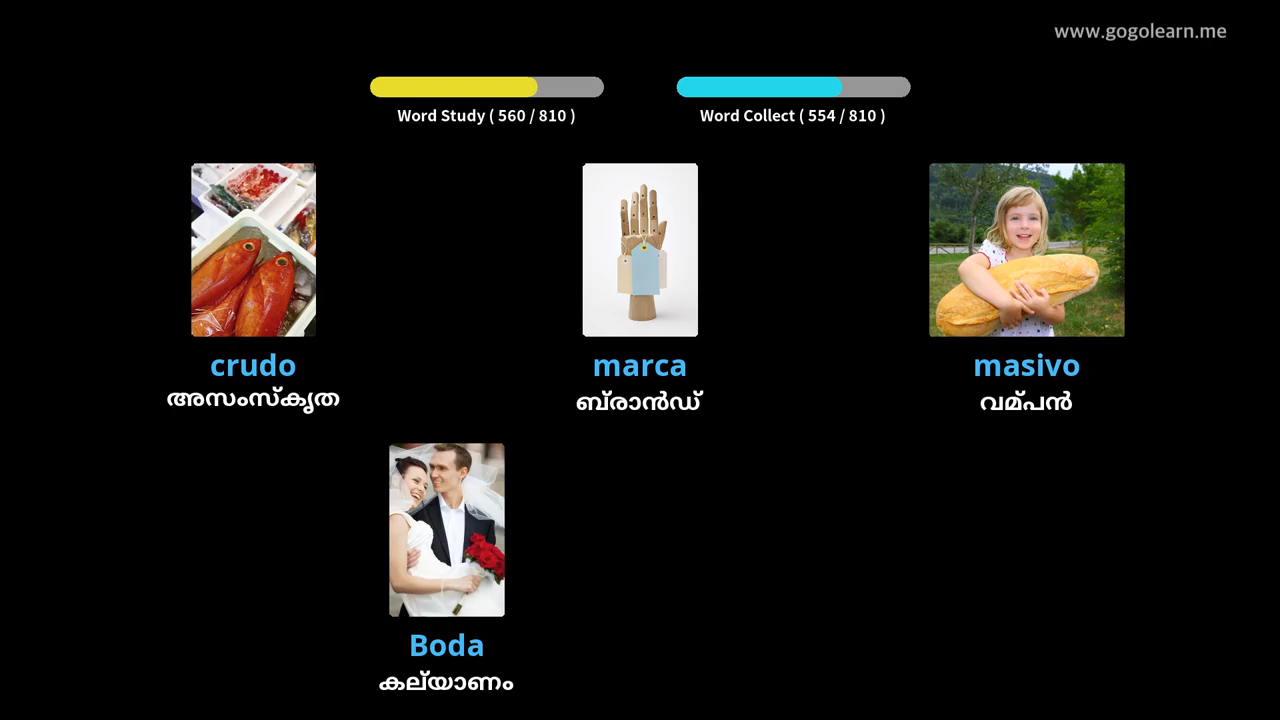 www.gogolearn.me
Word Study ( 560 / 810 )
Word Collect ( 554 / 810 )
crudo
അസംസ്കൃത
marca
ബ്രാൻഡ്
masivo
വമ്പൻ
Boda
കല്യാണം